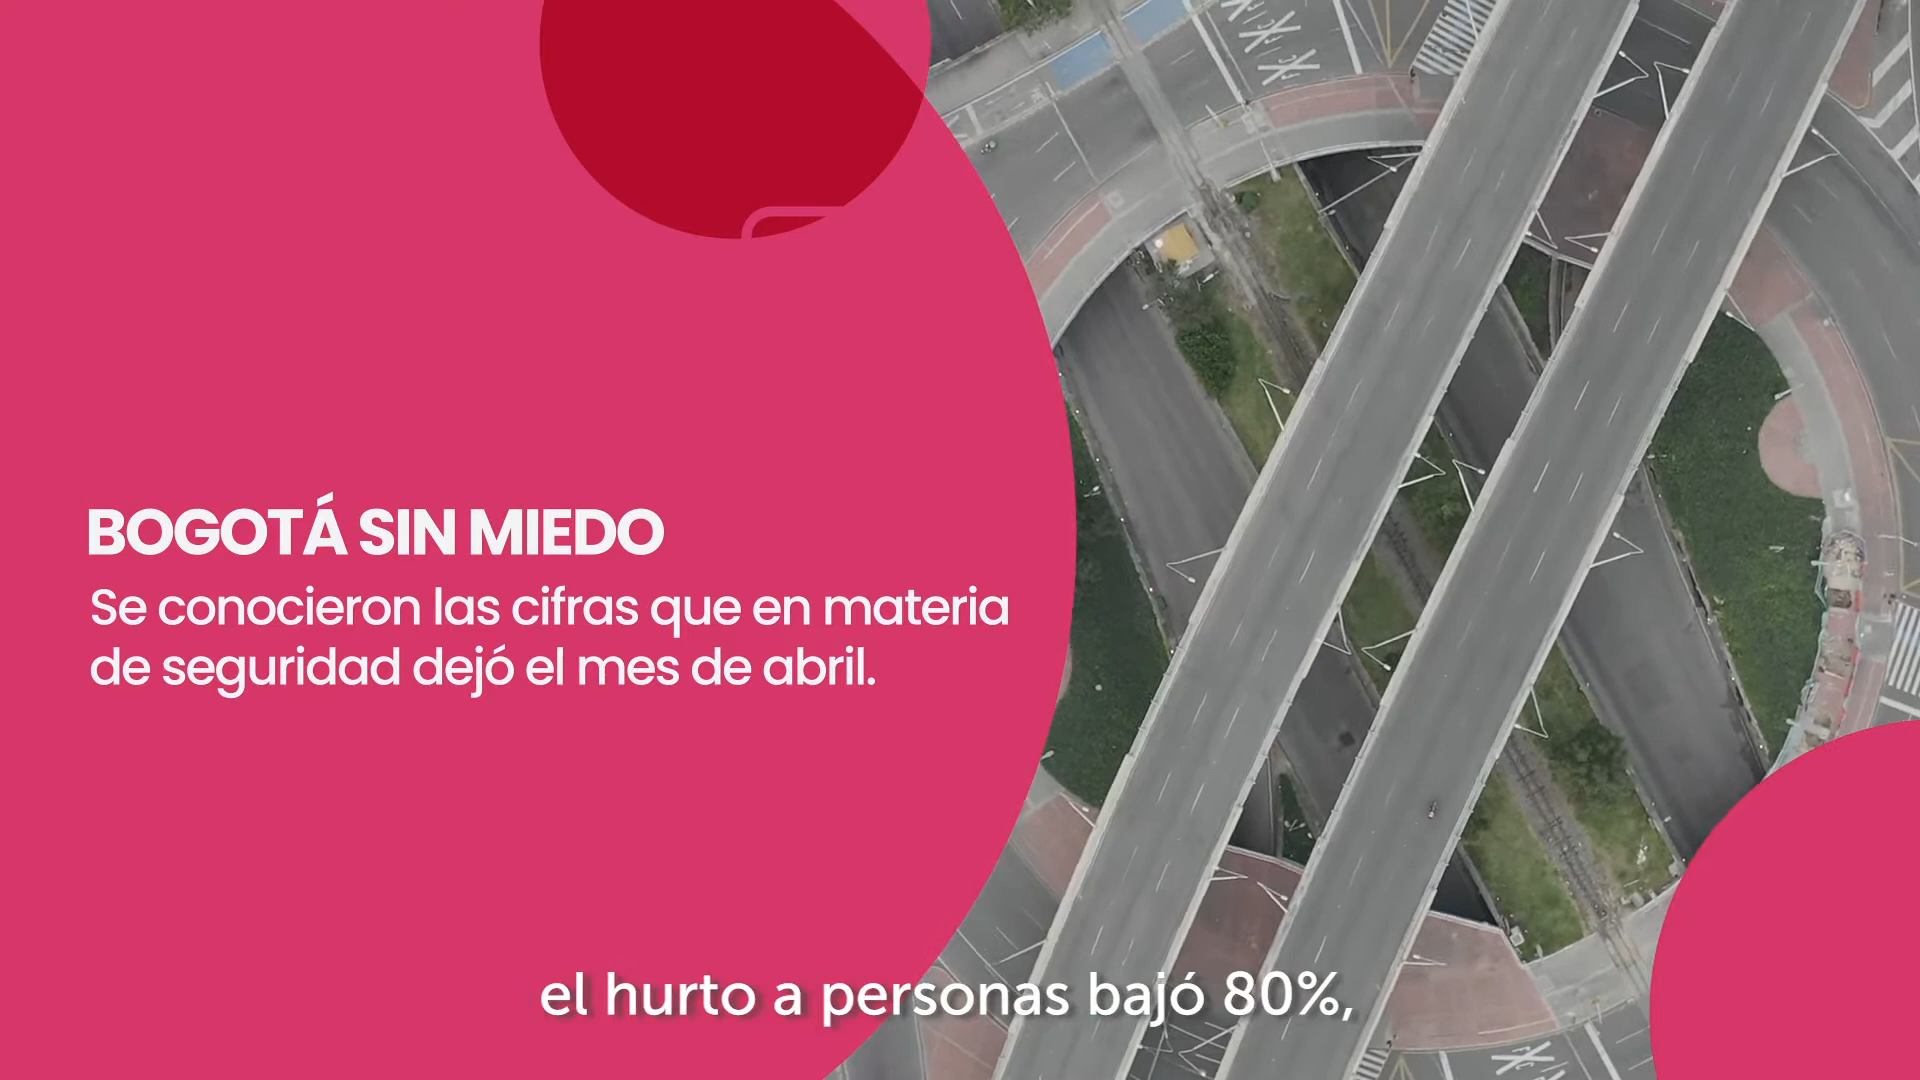 BOGOTÁ SIN MIEDO
Se conocieron las cifras que en materia
de seguridad dejó el mes de abril.
el hurto a personas bajó 80%,